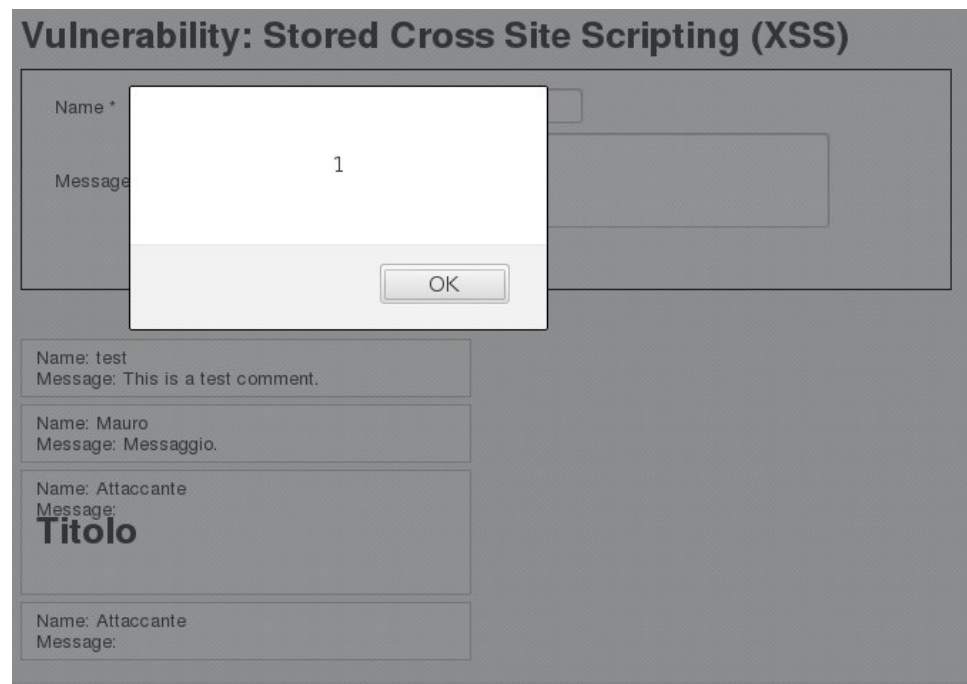 Vulnerability: Stored Cross Site Scripting (XSS)
Name *
Message
1
OK
Name: test
Message: This is a test comment.
Name: Mauro
Message: Messaggio.
Name: Attaccante
Message:
Titolo
Name: Attaccante
Message: